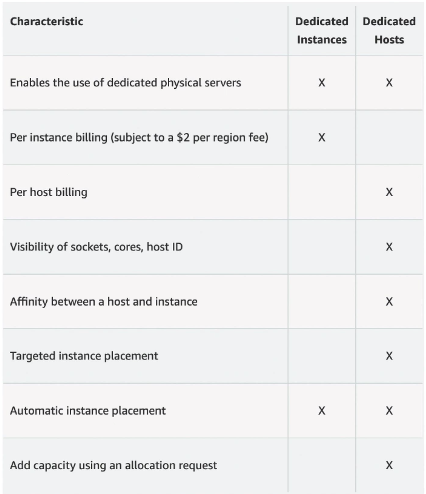 Characteristic Dedicated Dedicated
Instances Hosts
Enables the use of dedicated physical servers X X
Per instance billing (subject to a $2 per region fee) X
Per host billing X
Visibility of sockets, cores, host ID X
Affinity between a host and instance X
Targeted instance placement X
Automatic instance placement X X
Add capacity using an allocation request X